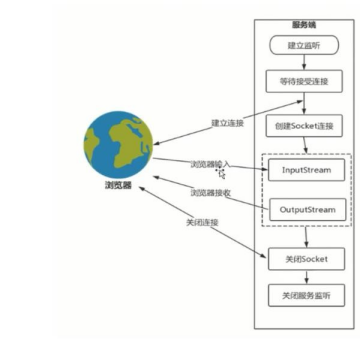 服务端
建立监听
等待接受连接
建立连接
创建Socket连接
浏览器输入
InputStream
浏览器
浏览器接收
OutputStream
关闭连接
关闭Socket
关闭服务监听